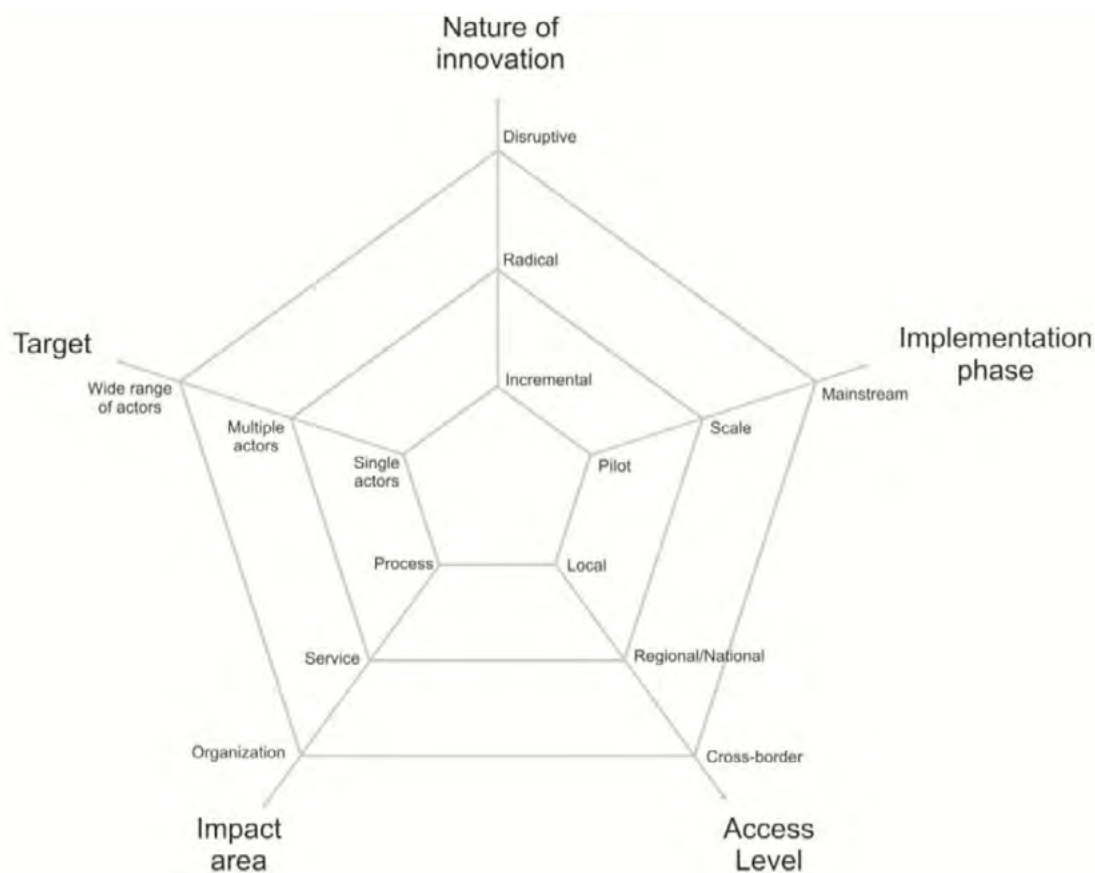 Nature of
innovation
Disruptive
Radical
Target
Implementation
phase
Wide range
of actors
Incremental
Mainstream
Multiple
actors
Scale
Single
actors
Pilot
Process
Local
Service
Regional/National
Organization
Cross-border
Impact
area
Access
Level